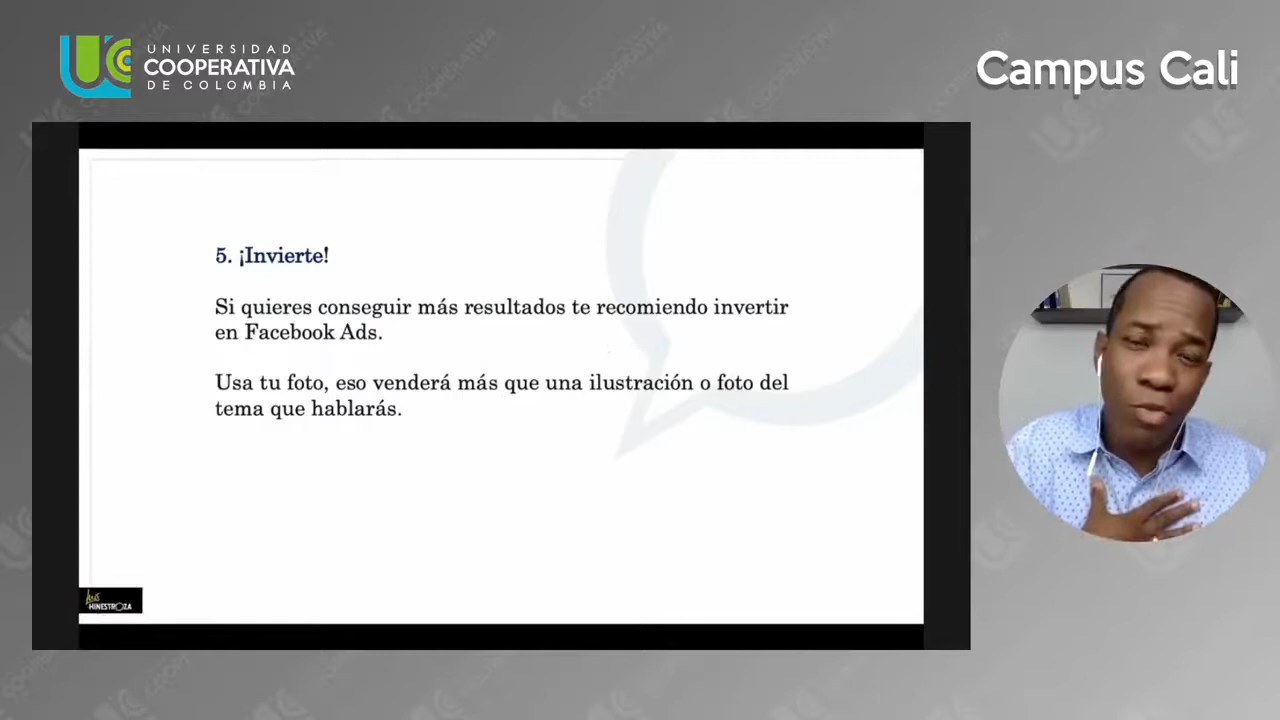 UNIVERSIDAD
COOPERATIVA
DE COLOMBIA
Campus Cali
5. ¡Invierte!
Si quieres conseguir más resultados te recomiendo invertir
en Facebook Ads.
Usa tu foto, eso venderá más que una ilustración o foto del
tema que hablarás.
HINESTROZA